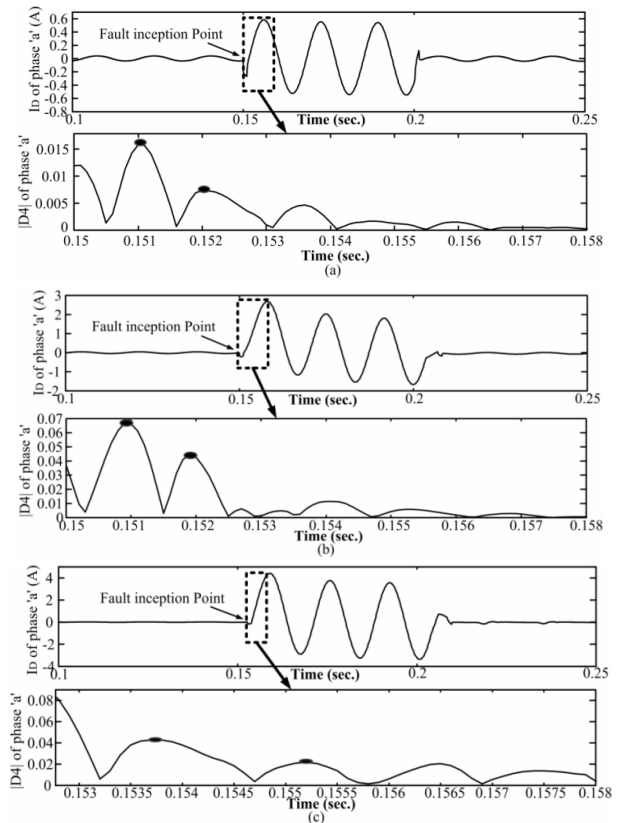 (a)
I_D of phase 'a' (A)
0.6
0.4
0.2
0
-0.2
-0.4
-0.6
-0.8
Fault inception Point
0.1 0.15 0.2 0.25
Time (sec.)
|D4| of phase 'a'
0.015
0.01
0.005
0
0.15 0.151 0.152 0.153 0.154 0.155 0.156 0.157 0.158
Time (sec.)
(a)
I_D of phase 'a' (A)
3
2
1
0
-1
-2
Fault inception Point
0.1 0.15 0.2 0.25
Time (sec.)
|D4| of phase 'a'
0.07
0.06
0.05
0.04
0.03
0.02
0.01
0
0.15 0.151 0.152 0.153 0.154 0.155 0.156 0.157 0.158
Time (sec.)
(b)
(c)
I_D of phase 'a' (A)
4
2
0
-2
-4
Fault inception Point
0.1 0.15 0.2 0.25
Time (sec.)
|D4| of phase 'a'
0.08
0.06
0.04
0.02
0
0.153 0.1535 0.154 0.1545 0.155 0.1555 0.156 0.1565 0.157 0.1575 0.158
Time (sec.)
(c)